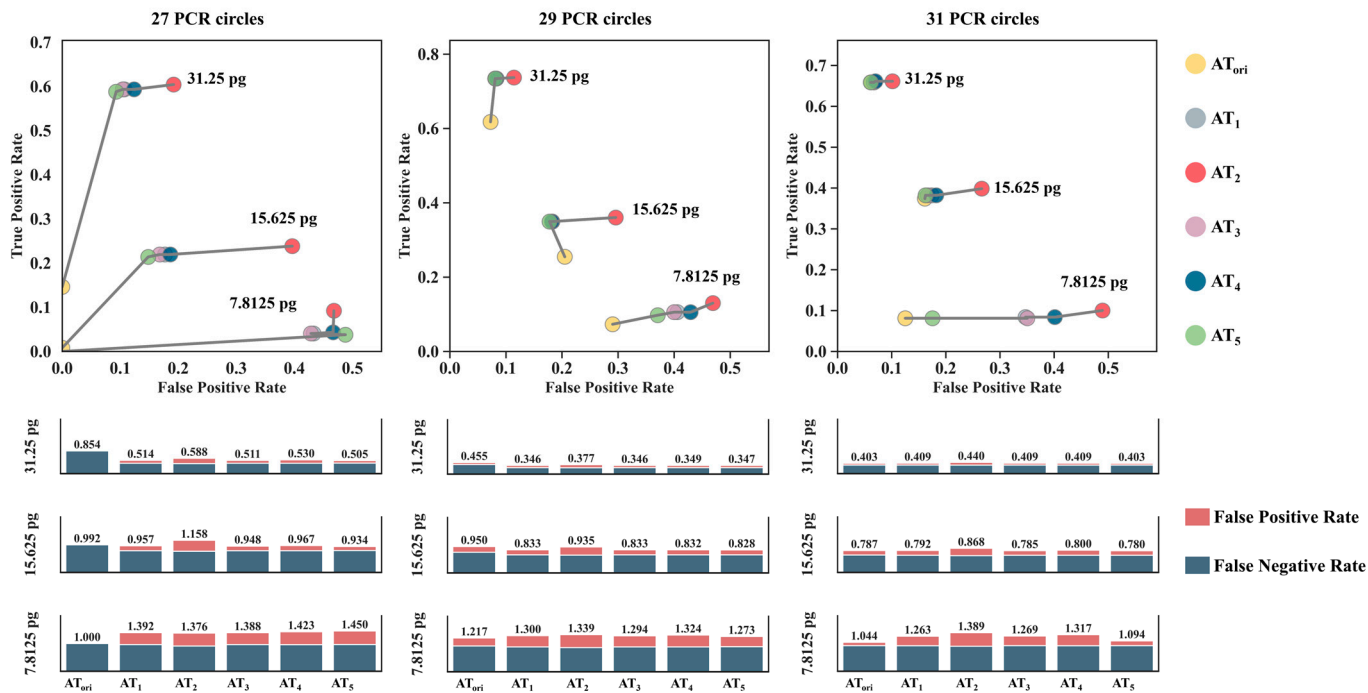 27 PCR circles
29 PCR circles
31 PCR circles
True Positive Rate
0.7
0.6
0.5
0.4
0.3
0.2
0.1
0.0
31.25 pg
15.625 pg
7.8125 pg
0.0 0.1 0.2 0.3 0.4 0.5
False Positive Rate
True Positive Rate
0.8
0.6
0.4
0.2
0.0
31.25 pg
15.625 pg
7.8125 pg
0.0 0.1 0.2 0.3 0.4 0.5
False Positive Rate
True Positive Rate
0.7
0.6
0.5
0.4
0.3
0.2
0.1
0.0
31.25 pg
15.625 pg
7.8125 pg
0.0 0.1 0.2 0.3 0.4 0.5
False Positive Rate
ATori
AT1
AT2
AT3
AT4
AT5
31.25 pg
0.854 0.514 0.588 0.511 0.530 0.505
31.25 pg
0.455 0.346 0.377 0.346 0.349 0.347
31.25 pg
0.403 0.409 0.440 0.409 0.409 0.403
15.625 pg
0.992 0.957 1.158 0.948 0.967 0.934
15.625 pg
0.950 0.833 0.935 0.833 0.832 0.828
15.625 pg
0.787 0.792 0.868 0.785 0.800 0.780
7.8125 pg
1.000 1.392 1.376 1.388 1.423 1.450
7.8125 pg
1.217 1.300 1.339 1.294 1.324 1.273
7.8125 pg
1.044 1.263 1.389 1.269 1.317 1.094
ATori AT1 AT2 AT3 AT4 AT5
ATori AT1 AT2 AT3 AT4 AT5
ATori AT1 AT2 AT3 AT4 AT5
False Positive Rate
False Negative Rate